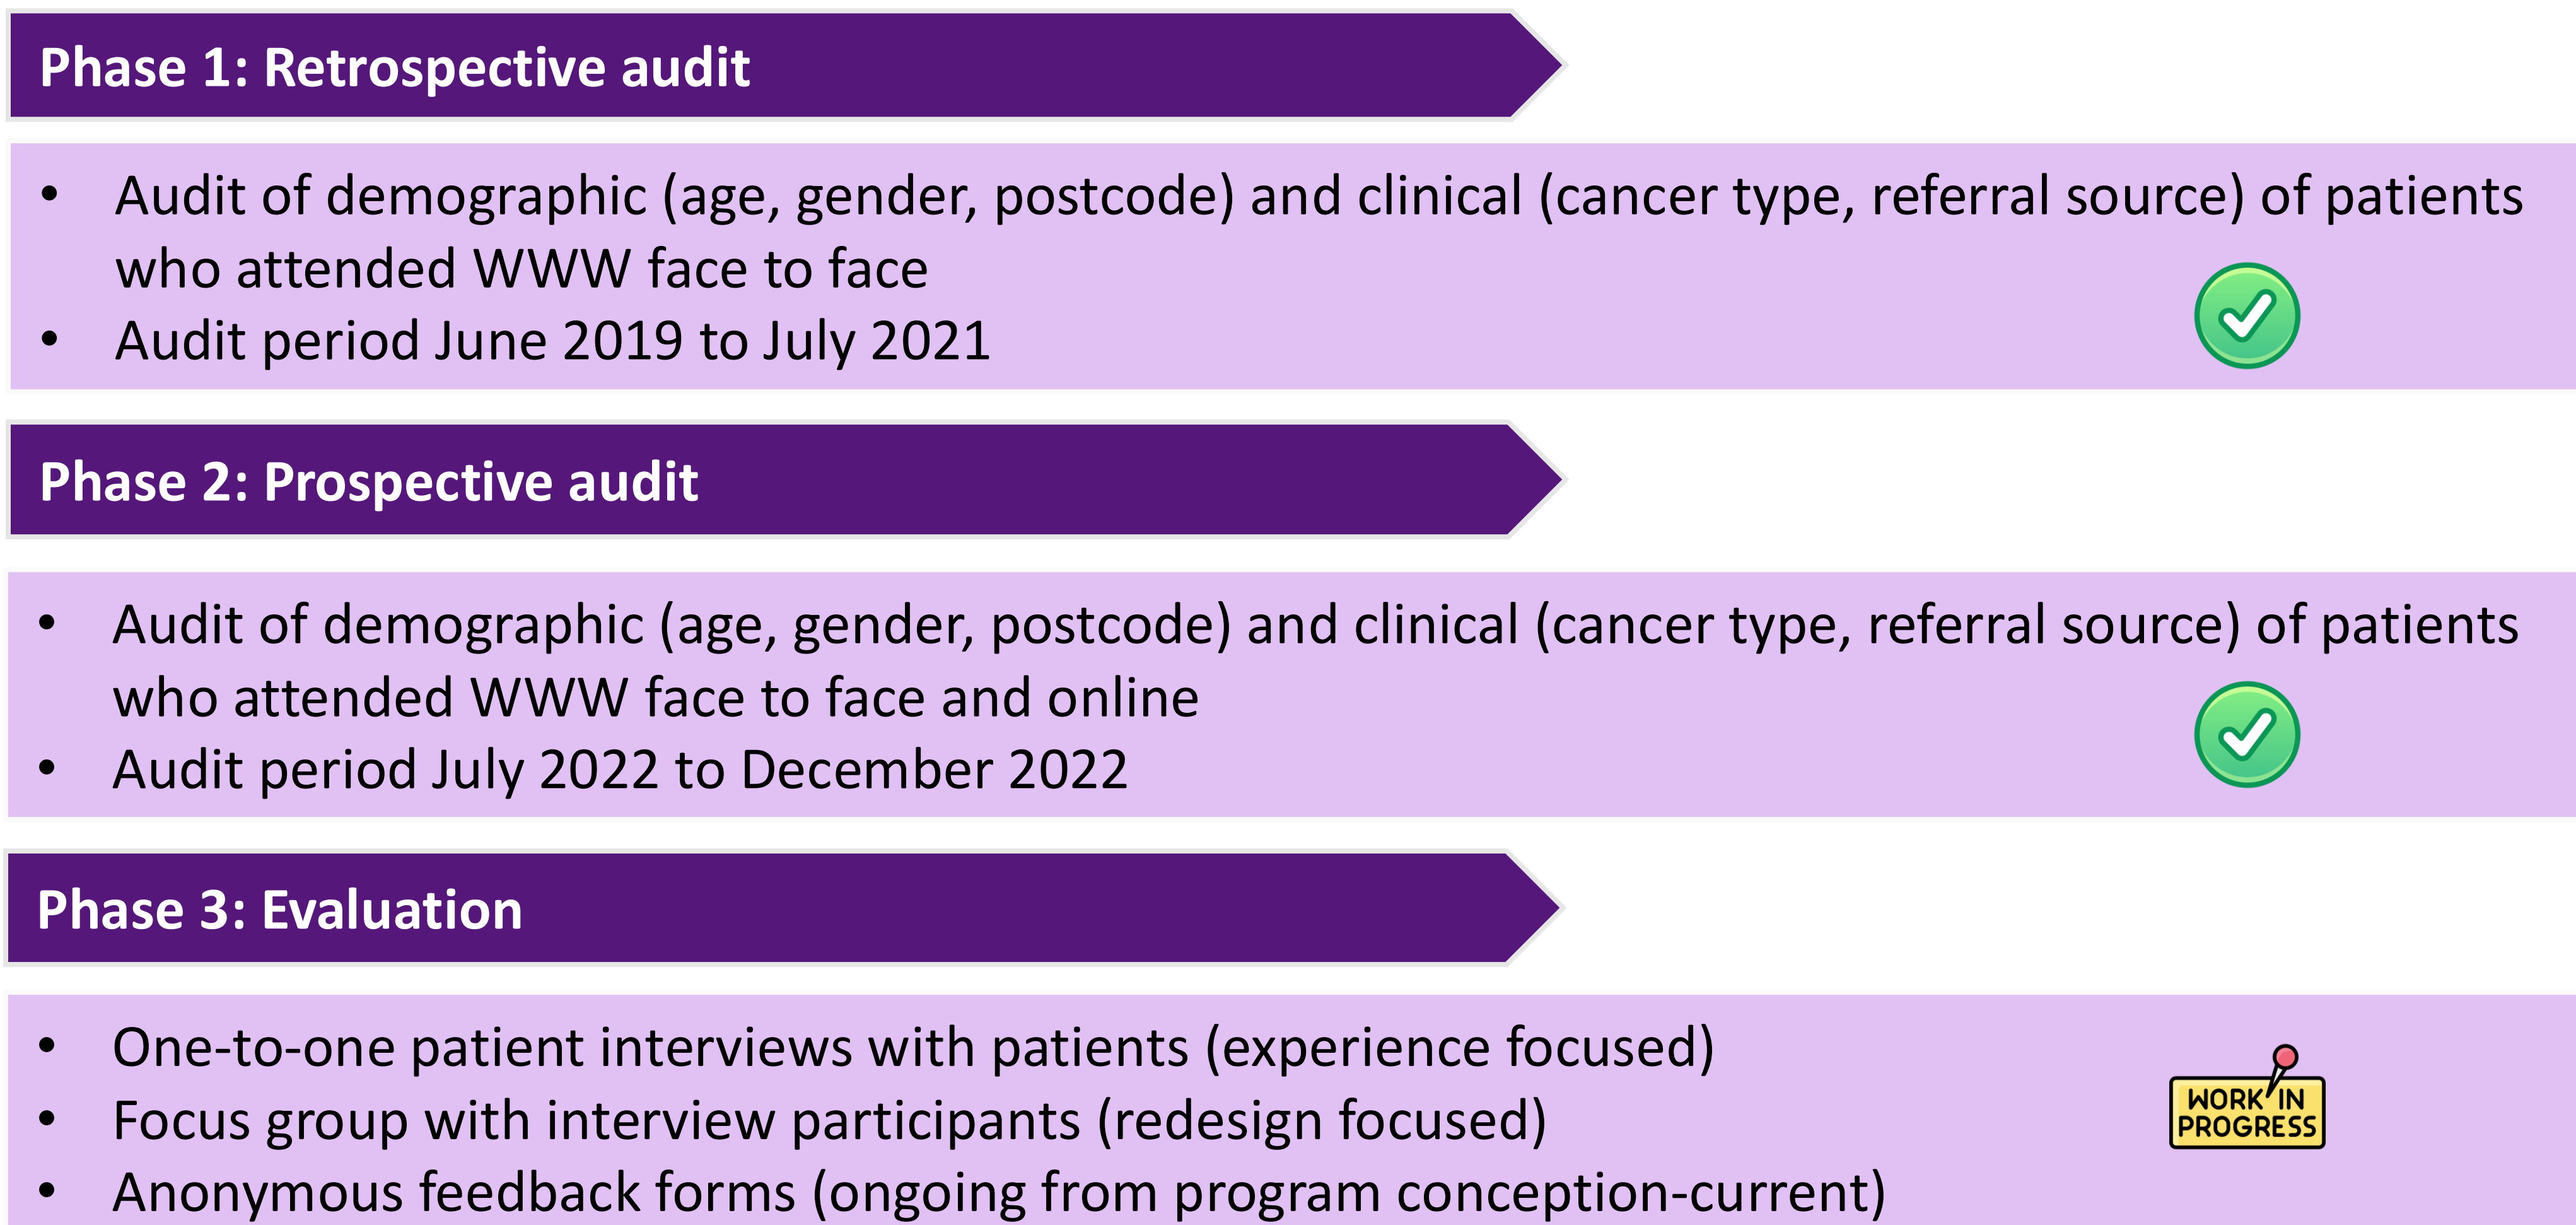 Phase 1: Retrospective audit
• Audit of demographic (age, gender, postcode) and clinical (cancer type, referral source) of patients
who attended WWW face to face
• Audit period June 2019 to July 2021
Phase 2: Prospective audit
• Audit of demographic (age, gender, postcode) and clinical (cancer type, referral source) of patients
who attended WWW face to face and online
• Audit period July 2022 to December 2022
Phase 3: Evaluation
• One-to-one patient interviews with patients (experience focused)
• Focus group with interview participants (redesign focused)
• Anonymous feedback forms (ongoing from program conception-current)
WORK IN
PROGRESS